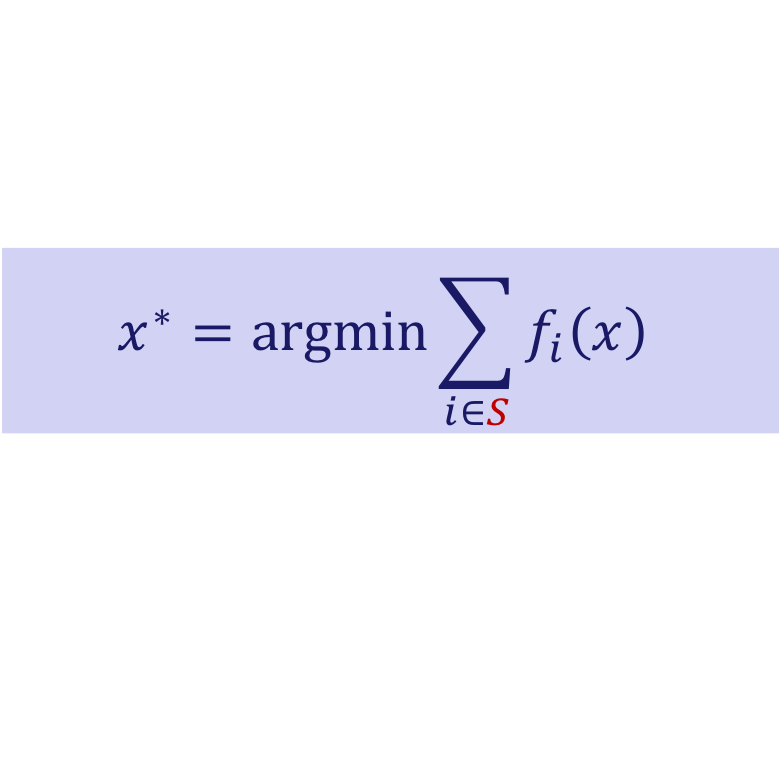 x* = argmin ∑ f_i(x)
i∈S